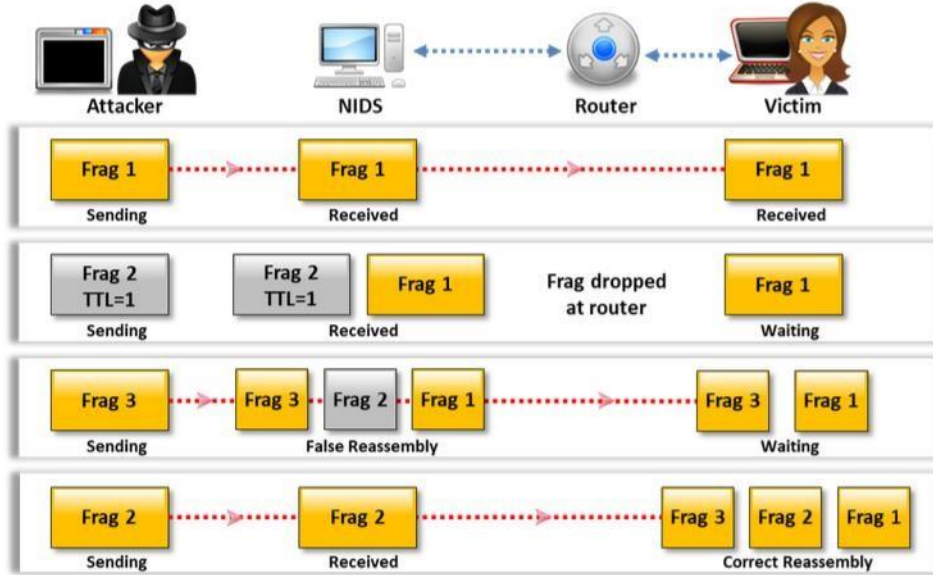 Attacker
NIDS
Router
Victim
Frag 1
Frag 1
Frag 1
Sending
Received
Received
Frag 2
TTL=1
Frag 2
TTL=1
Frag 1
Frag dropped
at router
Frag 1
Sending
Received
Waiting
Frag 3
Frag 3
Frag 2
Frag 1
Frag 3
Frag 1
Sending
False Reassembly
Waiting
Frag 2
Frag 2
Frag 3
Frag 2
Frag 1
Sending
Received
Correct Reassembly